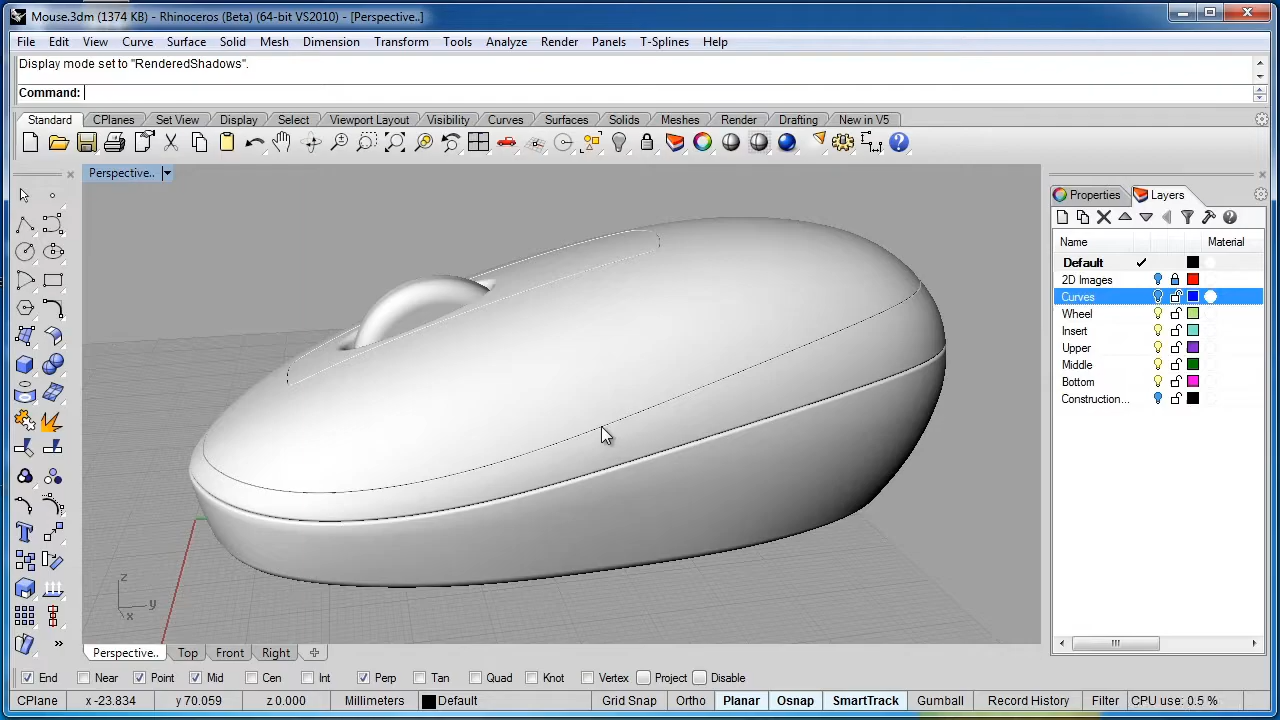 Mouse.3dm (1374 KB) - Rhinoceros (Beta) (64-bit VS2010) - [Perspective..]
File Edit View Curve Surface Solid Mesh Dimension Transform Tools Analyze Render Panels T-Splines Help
Display mode set to "RenderedShadows".
Command:
Standard CPlanes Set View Display Select Viewport Layout Visibility Curves Surfaces Solids Meshes Render Drafting New in V5
Perspective..
Properties Layers
Name Material
Default
2D Images
Curves
Wheel
Insert
Upper
Middle
Bottom
Construction...
z
y
x
Perspective.. Top Front Right
End Near Point Mid Cen Int Perp Tan Quad Knot Vertex Project Disable
CPlane x -23.834 y 70.059 z 0.000 Millimeters Default Grid Snap Ortho Planar Osnap SmartTrack Gumball Record History Filter CPU use: 0.5 %